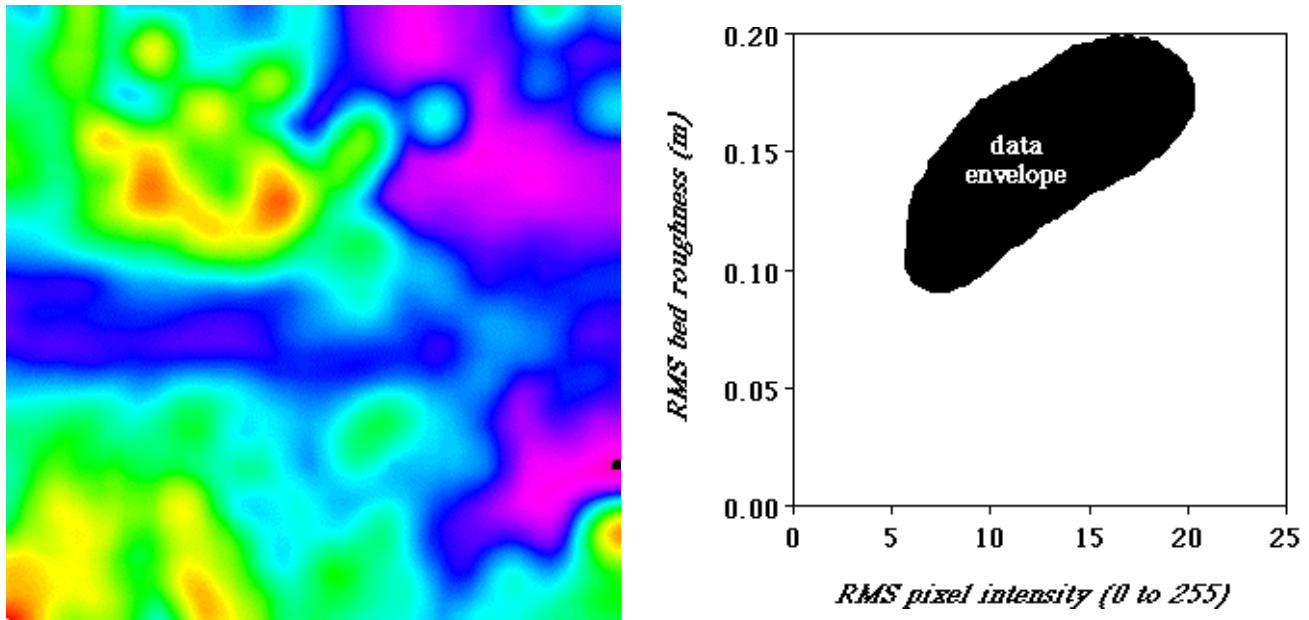 0.20
0.15
0.10
0.05
0.00
RMS bed roughness (m)
data
envelope
0 5 10 15 20 25
RMS pixel intensity (0 to 255)